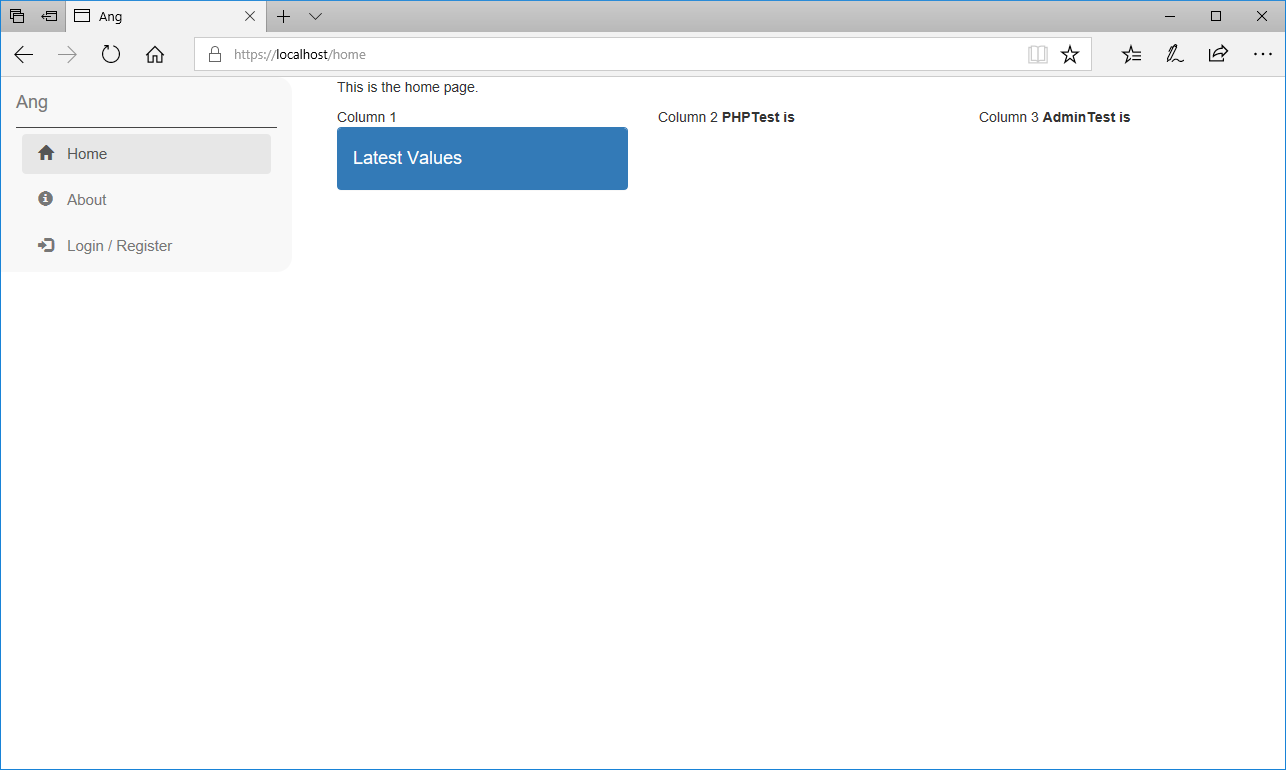 Ang
https://localhost/home
Ang
Home
About
Login / Register
This is the home page.
Column 1
Latest Values
Column 2 PHPTest is
Column 3 AdminTest is